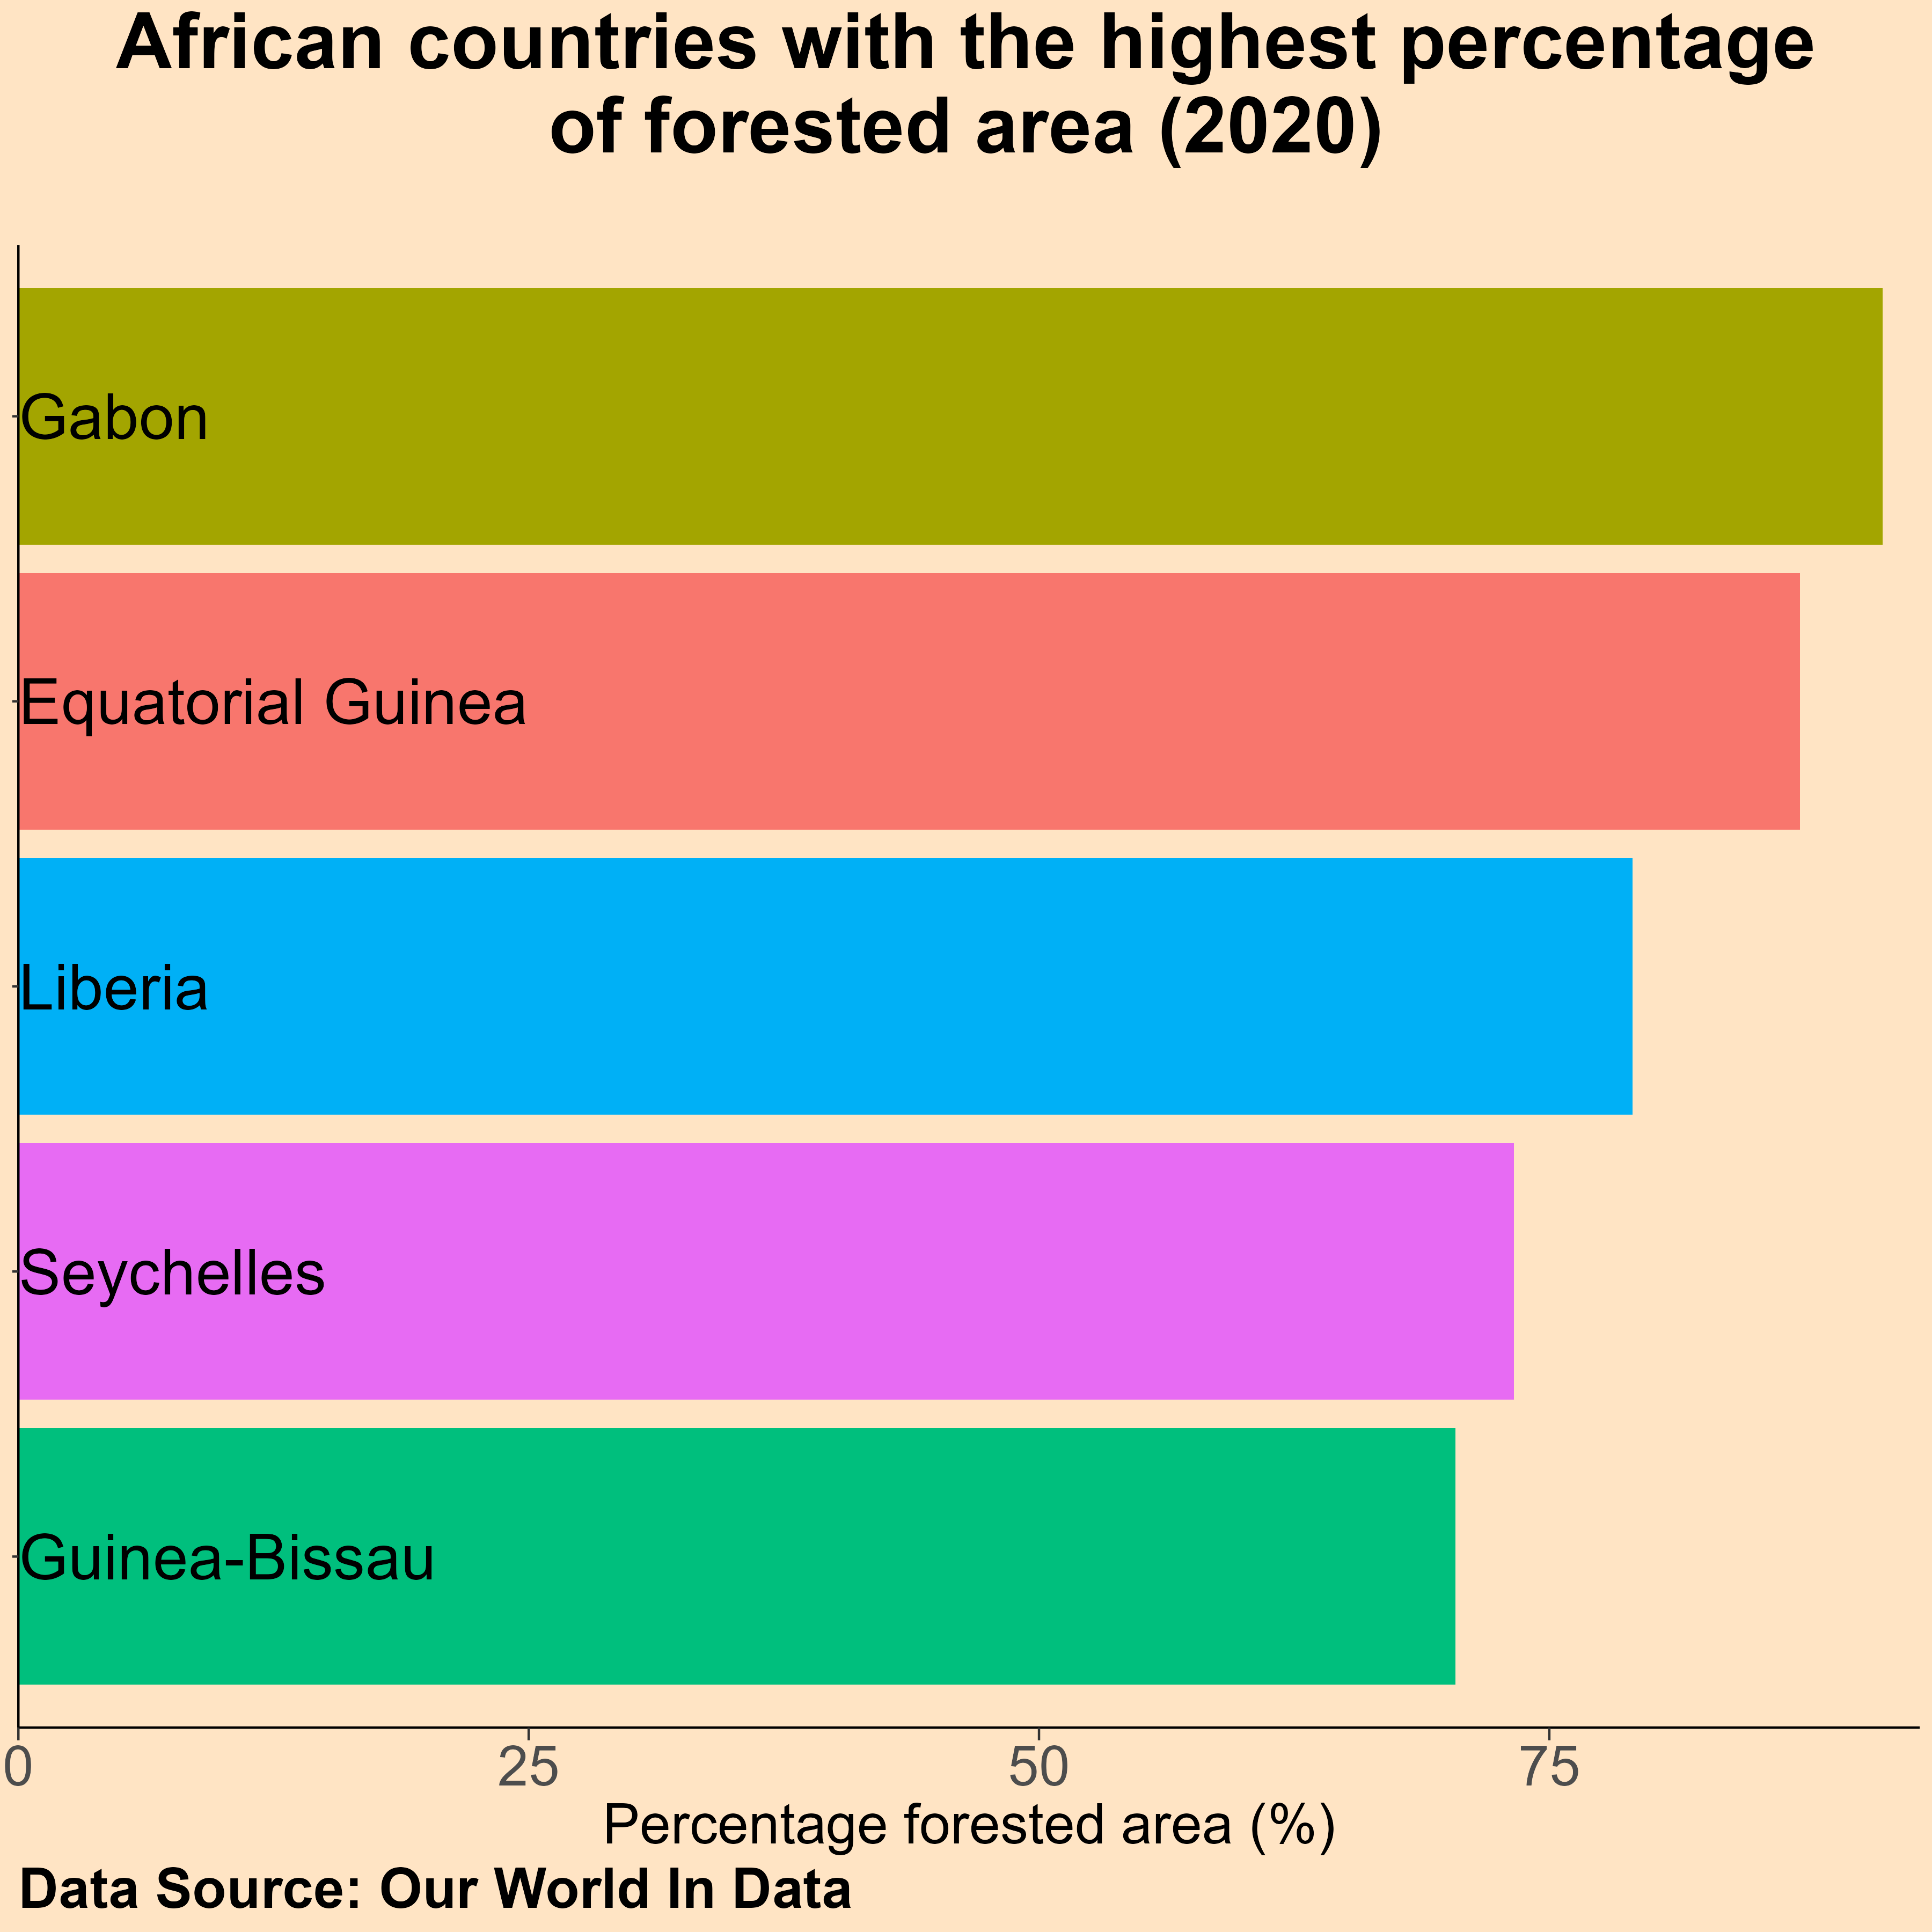 African countries with the highest percentage
of forested area (2020)
Gabon
Equatorial Guinea
Liberia
Seychelles
Guinea-Bissau
0 25 50 75
Percentage forested area (%)
Data Source: Our World In Data